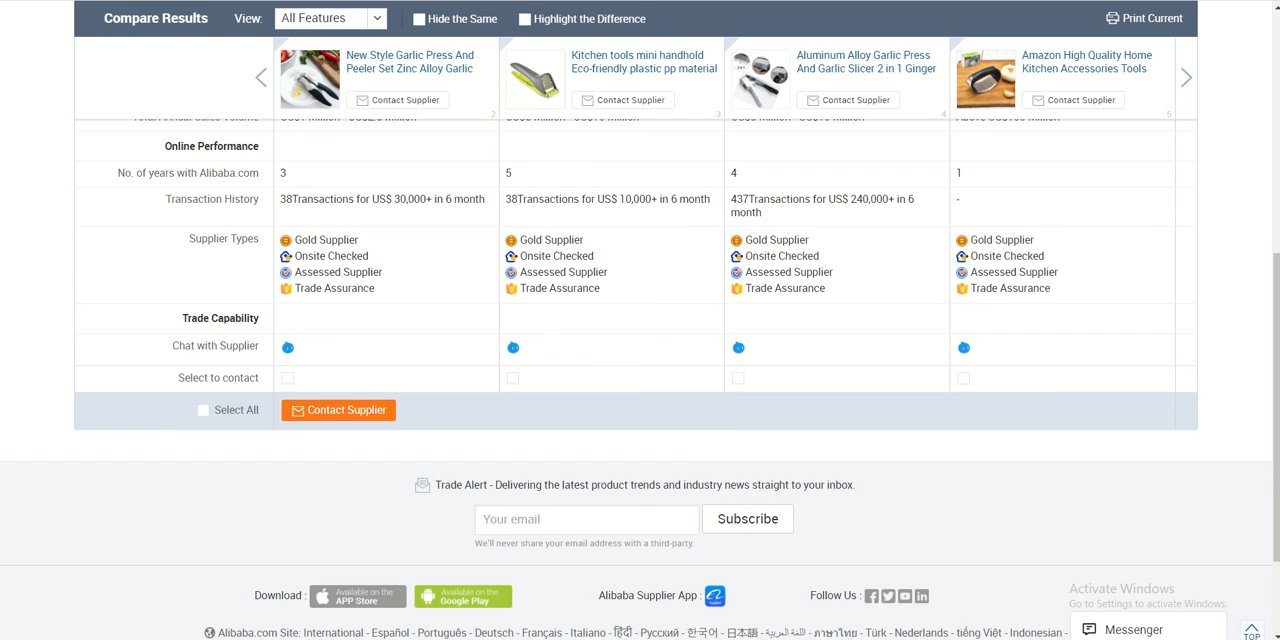 Compare Results View: All Features Hide the Same Highlight the Difference Print Current
New Style Garlic Press And
Peeler Set Zinc Alloy Garlic
Contact Supplier
2
Kitchen tools mini handhold
Eco-friendly plastic pp material
Contact Supplier
3
Aluminum Alloy Garlic Press
And Garlic Slicer 2 in 1 Ginger
Contact Supplier
4
Amazon High Quality Home
Kitchen Accessories Tools
Contact Supplier
5
Total Annual Sales Volume
Online Performance
No. of years with Alibaba.com 3 5 4 1
Transaction History 38Transactions for US$ 30,000+ in 6 month 38Transactions for US$ 10,000+ in 6 month 437Transactions for US$ 240,000+ in 6 -
month
Supplier Types Gold Supplier Gold Supplier Gold Supplier Gold Supplier
Onsite Checked Onsite Checked Onsite Checked Onsite Checked
Assessed Supplier Assessed Supplier Assessed Supplier Assessed Supplier
Trade Assurance Trade Assurance Trade Assurance Trade Assurance
Trade Capability
Chat with Supplier
Select to contact
Select All Contact Supplier
Trade Alert - Delivering the latest product trends and industry news straight to your inbox.
Your email Subscribe
We'll never share your email address with a third-party.
Download : Available on the App Store Available on the Google Play Alibaba Supplier App : Follow Us :
Activate Windows
Go to Settings to activate Windows.
Messenger
TOP
Alibaba.com Site: International - Español - Português - Deutsch - Français - Italiano - हिंदी - Pусский - 한국어 - 日本語 - اللغة العربية - ภาษาไทย - Türk - Nederlands - tiếng Việt - Indonesian -